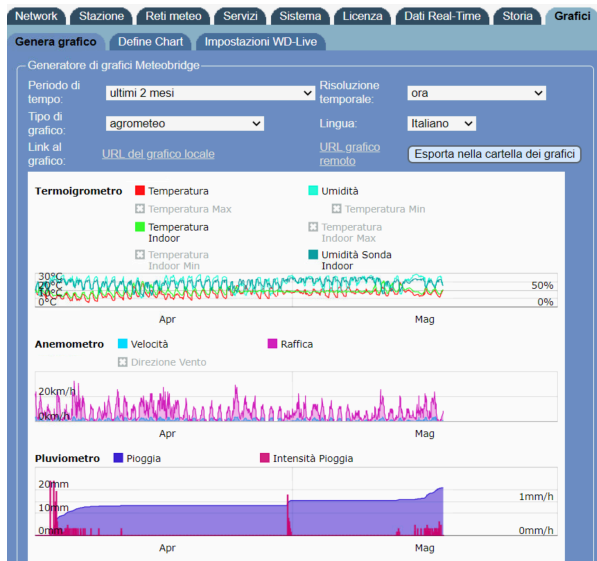 Network Stazione Reti meteo Servizi Sistema Licenza Dati Real-Time Storia Grafici
Genera grafico Define Chart Impostazioni WD-Live
Generatore di grafici Meteobridge
Periodo di tempo: ultimi 2 mesi Risoluzione temporale: ora
Tipo di grafico: agrometeo Lingua: Italiano
Link al grafico: URL del grafico locale URL grafico remoto Esporta nella cartella dei grafici
Termoigrometro Temperatura Umidità
Temperatura Max Temperatura Min
Temperatura Indoor Temperatura Indoor Max
Temperatura Indoor Min Umidità Sonda Indoor
30°C
50%
0°C 0%
Apr Mag
Anemometro Velocità Raffica
Direzione Vento
20km/h
0km/h
Apr Mag
Pluviometro Pioggia Intensità Pioggia
20mm
1mm/h
10mm
0mm 0mm/h
Apr Mag